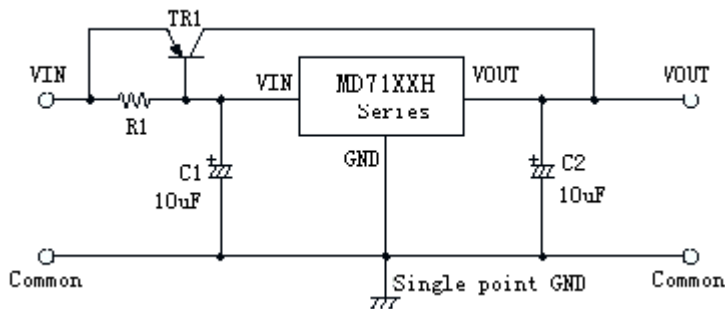 TR1
VIN
R1
VIN
MD71XXH
Series
VOUT
VOUT
GND
C1
10uF
C2
10uF
Common
Single point GND
Common